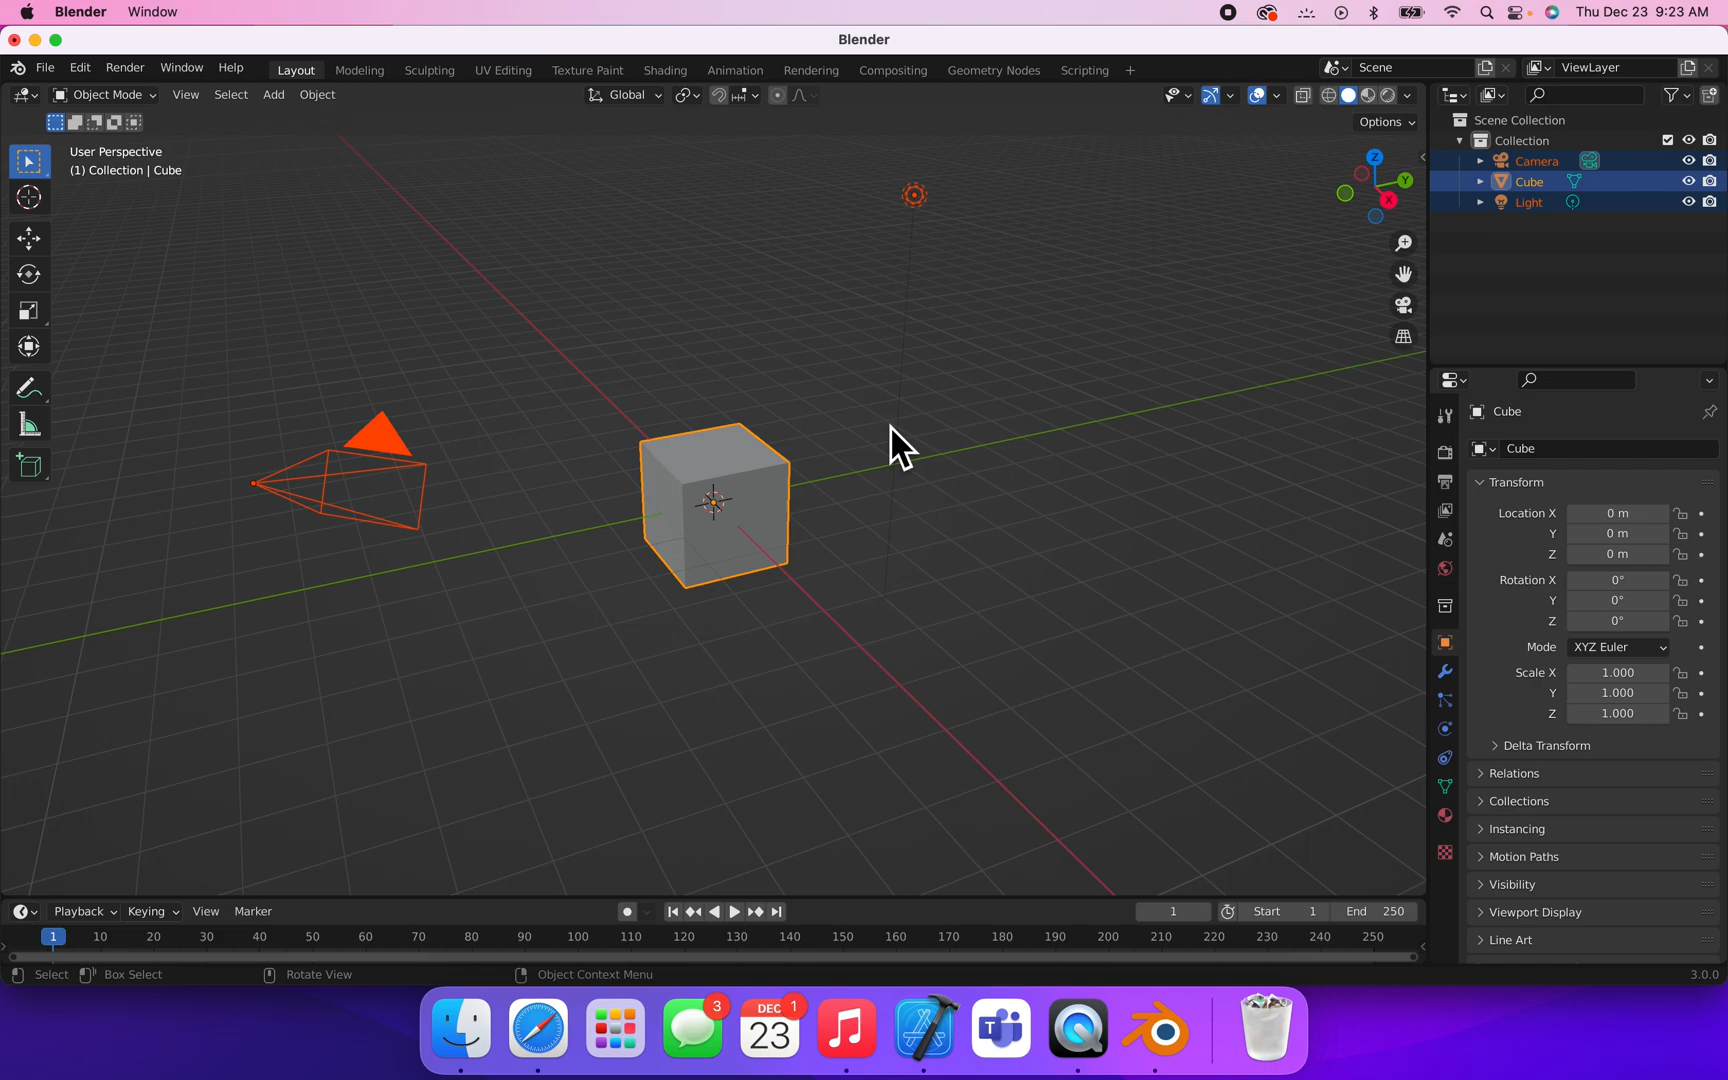 Blender Window Thu Dec 23 9:23 AM
Blender
File Edit Render Window Help Layout Modeling Sculpting UV Editing Texture Paint Shading Animation Rendering Compositing Geometry Nodes Scripting + Scene ViewLayer
Object Mode View Select Add Object Global
Options
User Perspective
(1) Collection | Cube
Z
Y
X
Scene Collection
Collection
Camera
Cube
Light
Cube
Cube
Transform
Location X 0 m
Y 0 m
Z 0 m
Rotation X 0°
Y 0°
Z 0°
Mode XYZ Euler
Scale X 1.000
Y 1.000
Z 1.000
Delta Transform
Relations
Collections
Instancing
Motion Paths
Visibility
Viewport Display
Line Art
Playback Keying View Marker 1 Start 1 End 250
1 10 20 30 40 50 60 70 80 90 100 110 120 130 140 150 160 170 180 190 200 210 220 230 240 250
Select Box Select Rotate View Object Context Menu 3.0.0
3
DEC 1
23
T